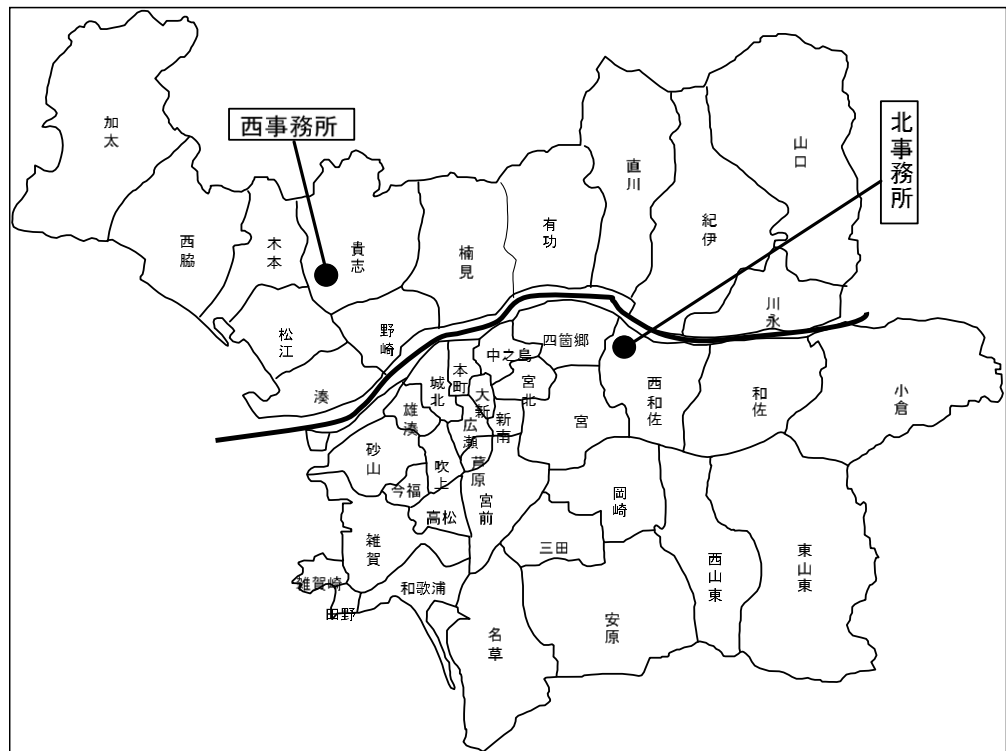 加太
西事務所
北事務所
山口
直川
有功
紀伊
西脇
木本
貴志
楠見
川永
松江
野崎
四箇郷
中之島
本町
城北
大新
宮北
西和佐
和佐
小倉
湊
雄湊
広瀬
新南
宮
砂山
吹上
芦原
今福
宮前
岡崎
高松
雑賀
三田
西山東
東山東
雑賀崎
和歌浦
田野
名草
安原